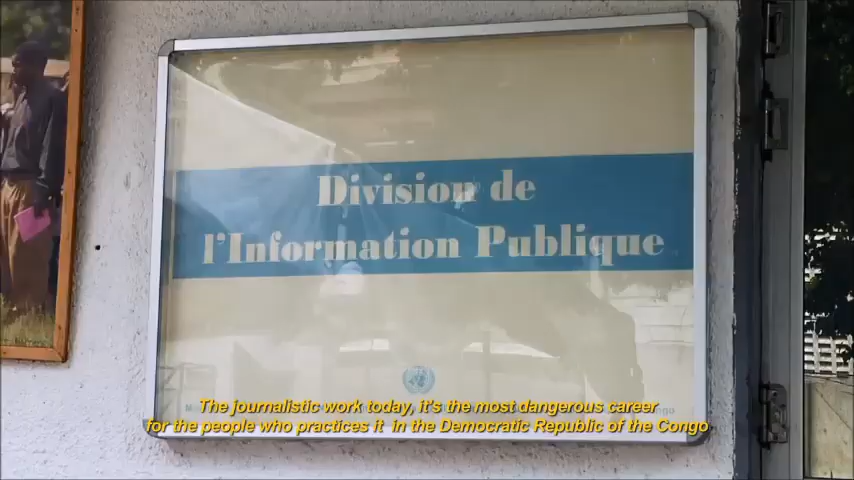 Division de
l'Information Publique
The journalistic work today, it's the most dangerous career
for the people who practices it in the Democratic Republic of the Congo